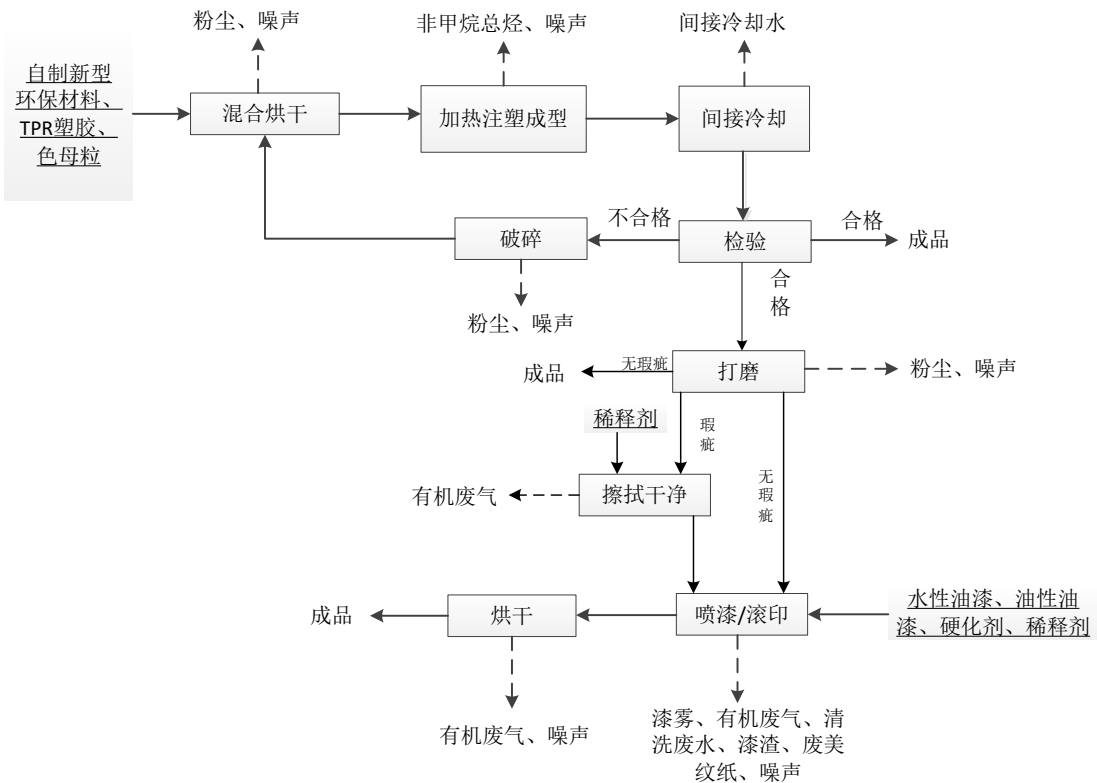 粉尘、噪声
非甲烷总烃、噪声
间接冷却水
自制新型
环保材料、
TPR塑胶、
色母粒
混合烘干
加热注塑成型
间接冷却
不合格
合格
破碎
检验
成品
粉尘、噪声
合
格
成品
无瑕疵
打磨
粉尘、噪声
稀释剂
瑕
疵
无
瑕
疵
有机废气
擦拭干净
成品
烘干
喷漆/滚印
水性油漆、油性油
漆、硬化剂、稀释剂
有机废气、噪声
漆雾、有机废气、清
洗废水、漆渣、废美
纹纸、噪声